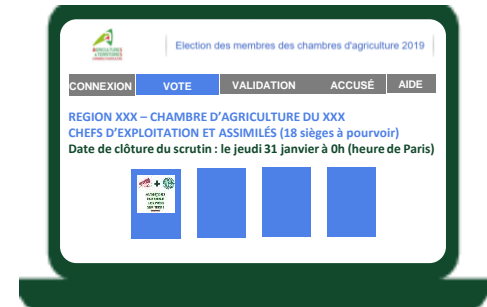 AGRICULTURES
& TERRITOIRES
Election des membres des chambres d'agriculture 2019
CONNEXION VOTE VALIDATION ACCUSÉ AIDE
REGION XXX – CHAMBRE D'AGRICULTURE DU XXX
CHEFS D'EXPLOITATION ET ASSIMILÉS (18 sièges à pourvoir)
Date de clôture du scrutin : le jeudi 31 janvier à 0h (heure de Paris)
+